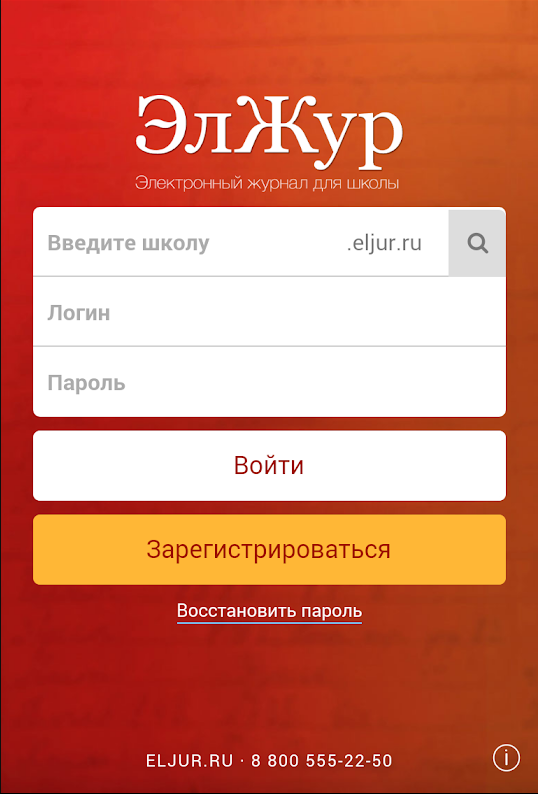 ЭлЖур
Электронный журнал для школы
Введите школу .eljur.ru
Логин
Пароль
Войти
Зарегистрироваться
Восстановить пароль
ELJUR.RU · 8 800 555-22-50
i